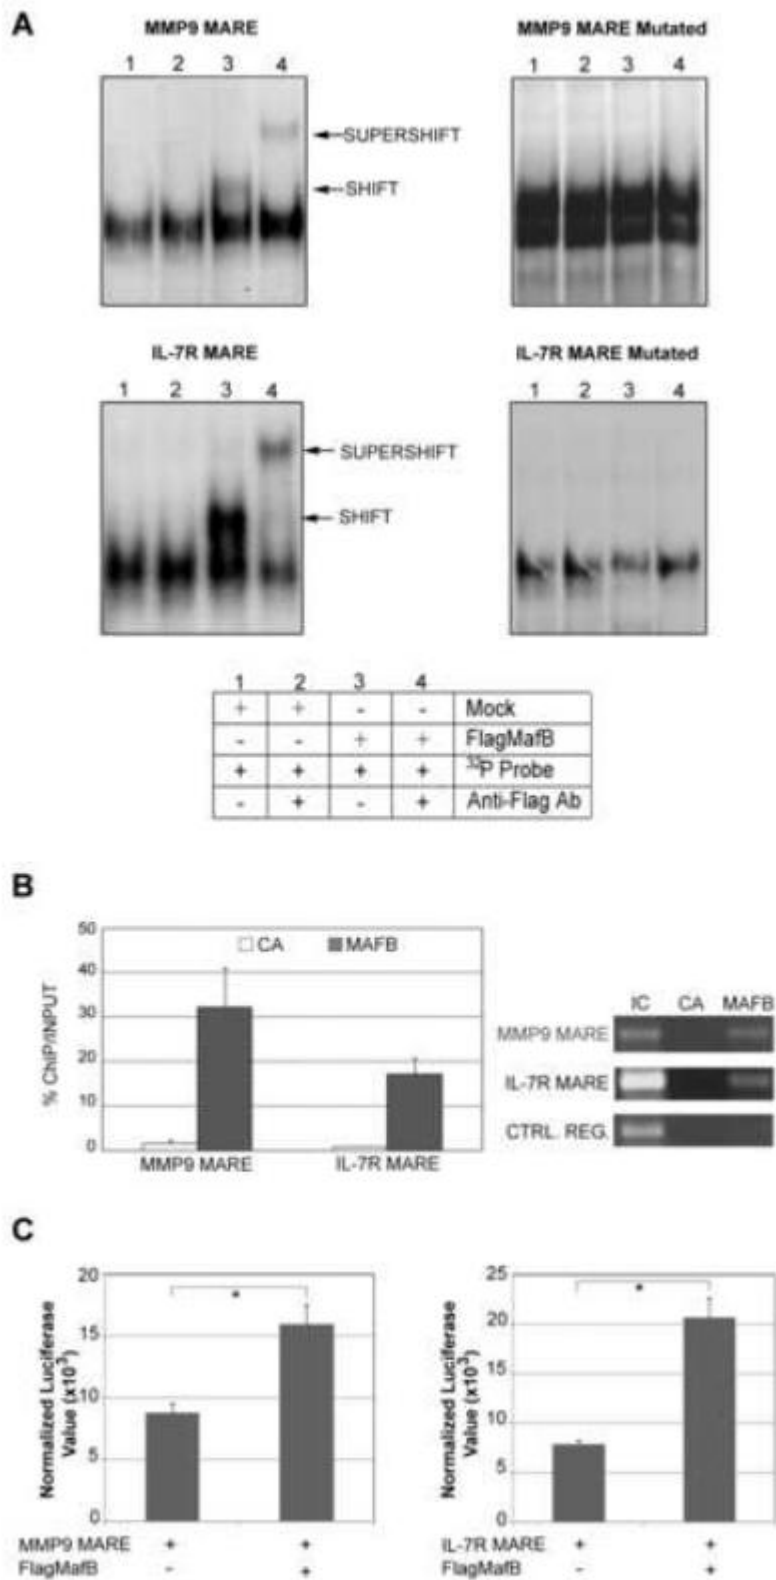 A
MMP9 MARE
1 2 3 4
SUPERSHIFT
SHIFT
MMP9 MARE Mutated
1 2 3 4
IL-7R MARE
1 2 3 4
SUPERSHIFT
SHIFT
IL-7R MARE Mutated
1 2 3 4
1 2 3 4
+ + - - Mock
- - + + FlagMafB
+ + + + 32P Probe
- + - + Anti-Flag Ab
B
50
40
30
20
10
0
% ChIP/INPUT
CA MAFB
MMP9 MARE IL-7R MARE
IC CA MAFB
MMP9 MARE
IL-7R MARE
CTRL. REG.
C
20
15
10
5
0
Normalized Luciferase
Value (x10³)
*
MMP9 MARE + +
FlagMafB - +
25
20
15
10
5
0
Normalized Luciferase
Value (x10³)
*
IL-7R MARE + +
FlagMafB - +